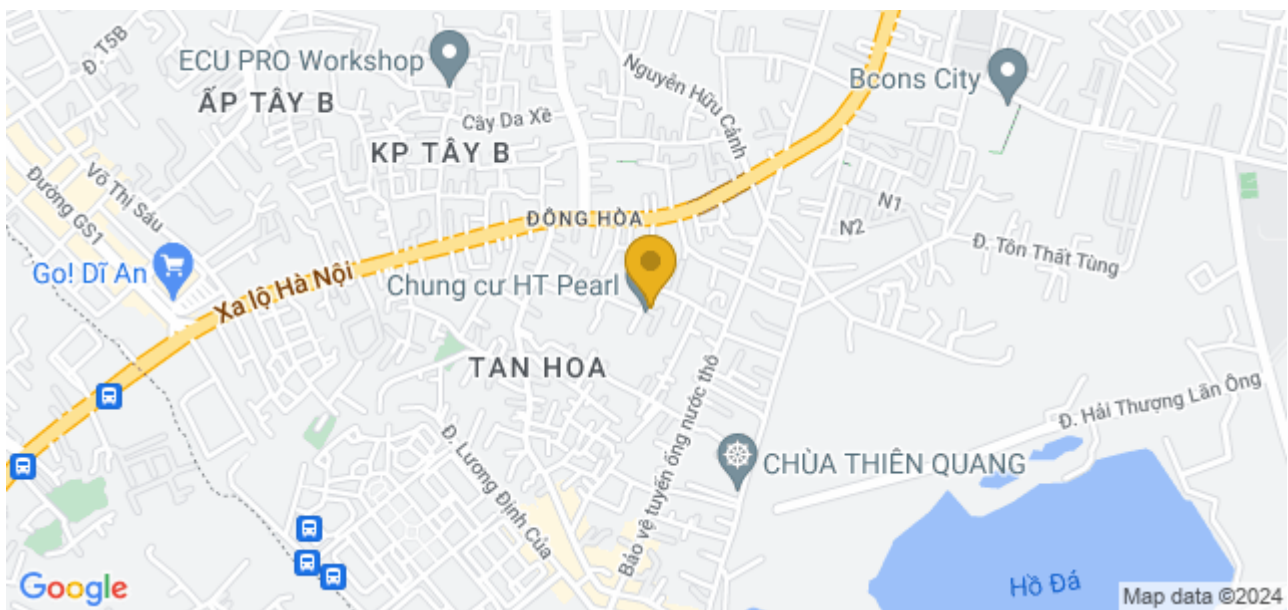 Đ. T5B
ECU PRO Workshop
ẤP TÂY B
Nguyễn Hữu Cảnh
Bcons City
Cây Da Xề
KP TÂY B
Võ Thị Sáu
Đường GS1
ĐÔNG HÒA
N1
N2
Đ. Tôn Thất Tùng
Go! Dĩ An
Xa lộ Hà Nội
Chung cư HT Pearl
TAN HOA
Bảo vệ tuyến ống nước thô
Đ. Hải Thượng Lãn Ông
Đ. Lương Định Của
CHÙA THIÊN QUANG
Hồ Đá
Google
Map data ©2024